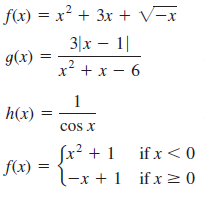 f(x) = x² + 3x + √−x
g(x) = 3|x − 1| / x² + x − 6
h(x) = 1 / cos x
f(x) = { x² + 1 if x < 0
−x + 1 if x ≥ 0